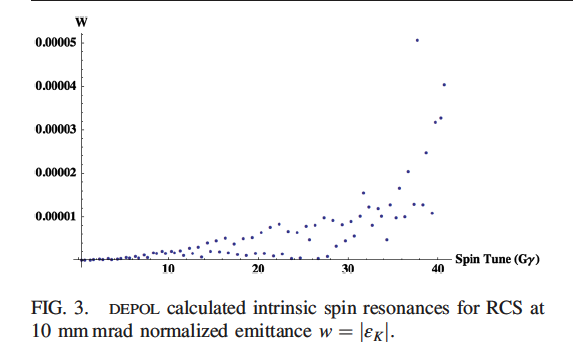 W
0.00005
0.00004
0.00003
0.00002
0.00001
10
20
30
40
Spin Tune (Gγ)
FIG. 3. DEPOL calculated intrinsic spin resonances for RCS at
10 mm mrad normalized emittance w = |εK|.